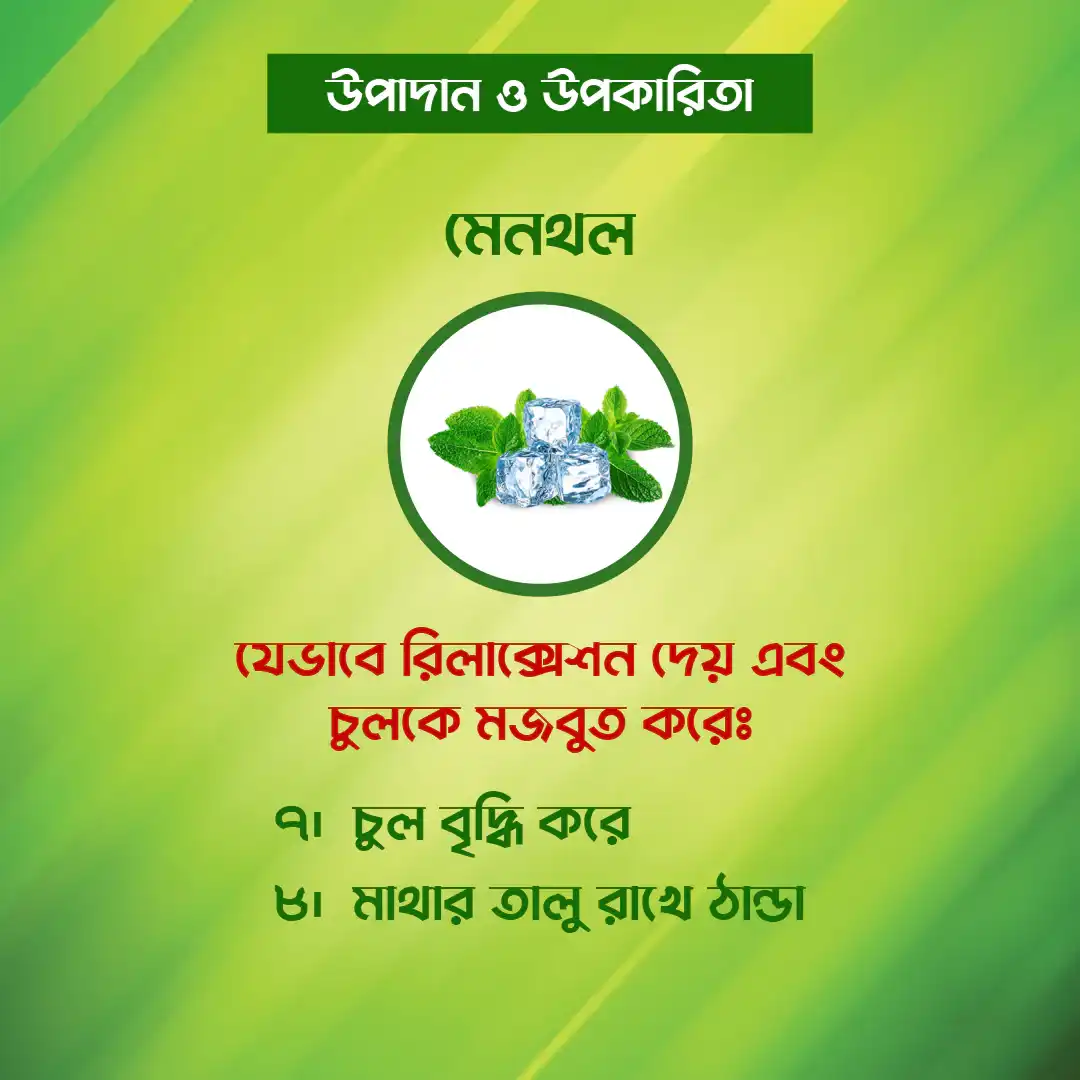 উপাদান ও উপকারিতা
মেনথল
যেভাবে রিলাক্সেশন দেয় এবং
চুলকে মজবুত করেঃ
৭। চুল বৃদ্ধি করে
৮। মাথার তালু রাখে ঠান্ডা